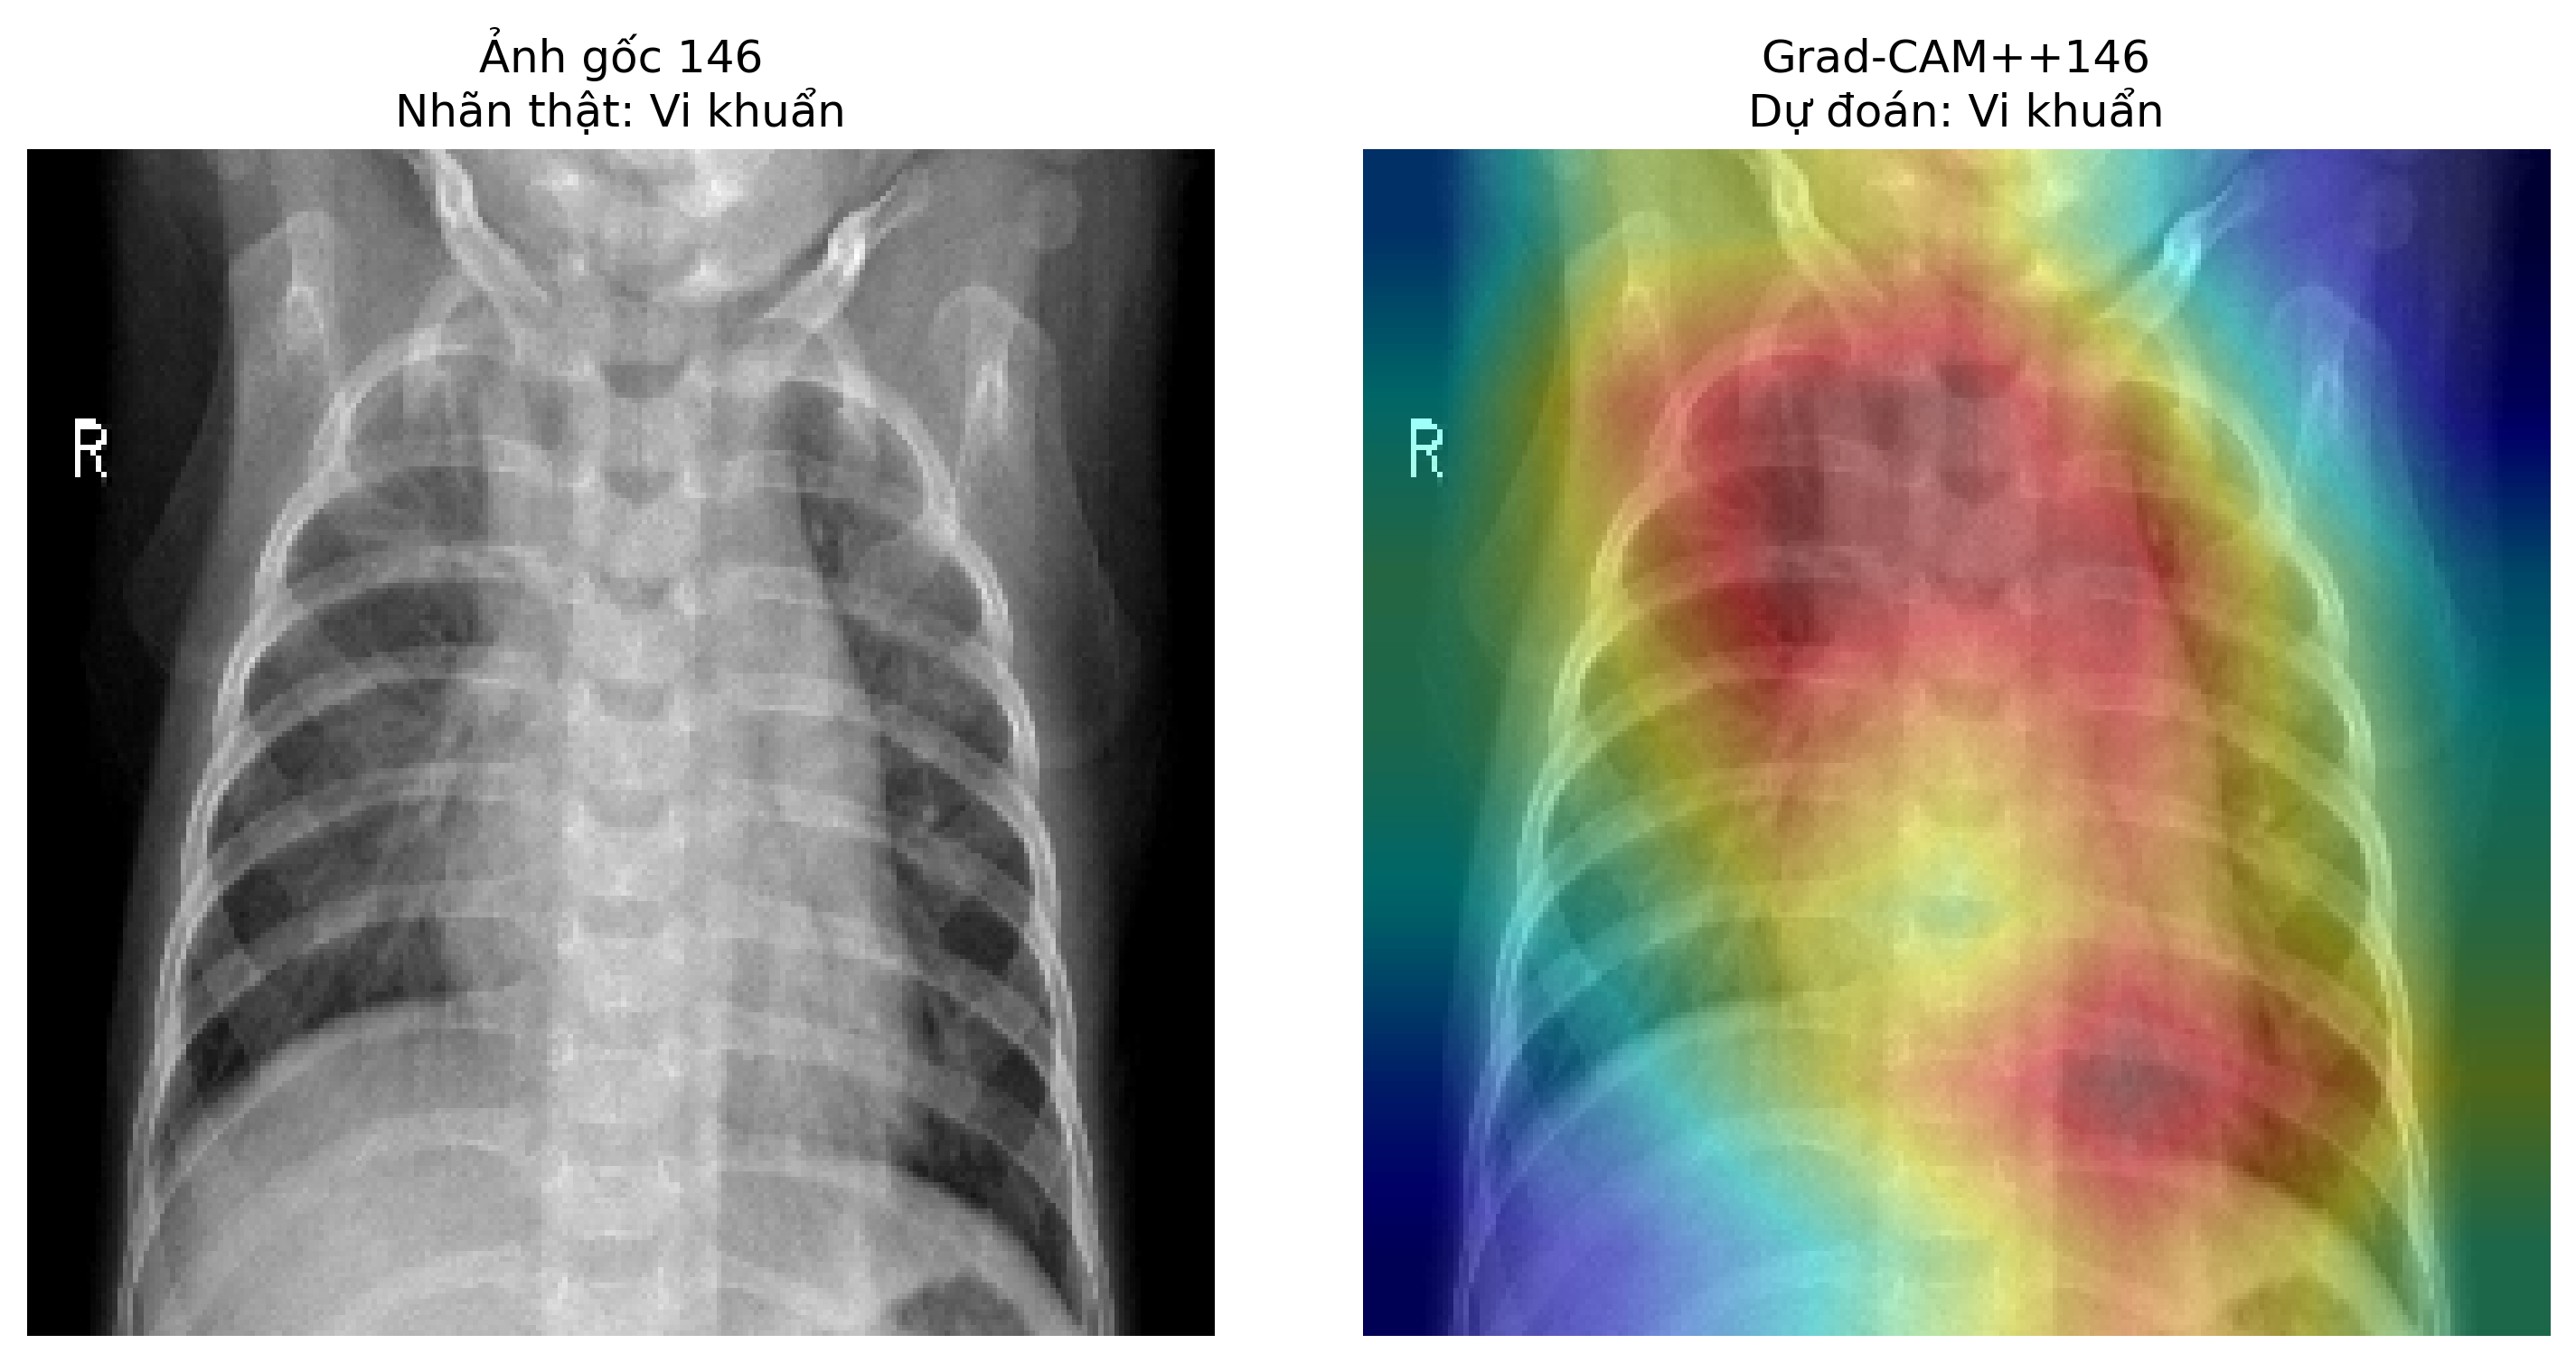 Ảnh gốc 146
Nhãn thật: Vi khuẩn
R
Grad-CAM++146
Dự đoán: Vi khuẩn
R